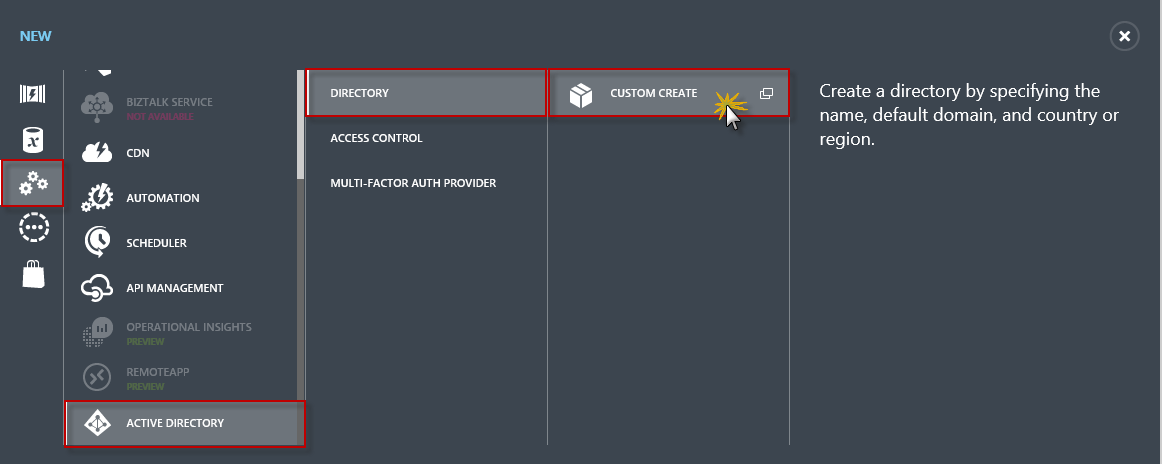 NEW
BIZTALK SERVICE
NOT AVAILABLE
CDN
AUTOMATION
SCHEDULER
API MANAGEMENT
OPERATIONAL INSIGHTS
PREVIEW
REMOTEAPP
PREVIEW
ACTIVE DIRECTORY
DIRECTORY
ACCESS CONTROL
MULTI-FACTOR AUTH PROVIDER
CUSTOM CREATE
Create a directory by specifying the
name, default domain, and country or
region.